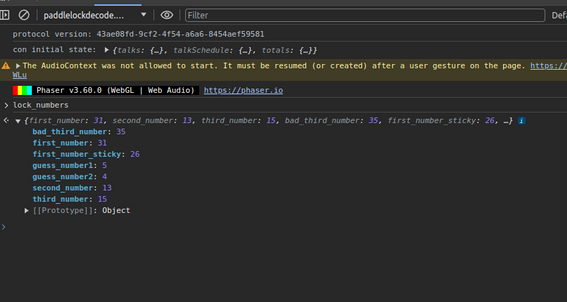 paddlelockdecode.... Filter Defa
protocol version: 43ae08fd-9cf2-4f54-a6a6-8454aef59581
con initial state: {talks: {…}, talkSchedule: {…}, totals: {…}}
The AudioContext was not allowed to start. It must be resumed (or created) after a user gesture on the page. https:/
WLu
Phaser v3.60.0 (WebGL | Web Audio) https://phaser.io
lock_numbers
{first_number: 31, second_number: 13, third_number: 15, bad_third_number: 35, first_number_sticky: 26, …}
bad_third_number: 35
first_number: 31
first_number_sticky: 26
guess_number1: 5
guess_number2: 4
second_number: 13
third_number: 15
[[Prototype]]: Object